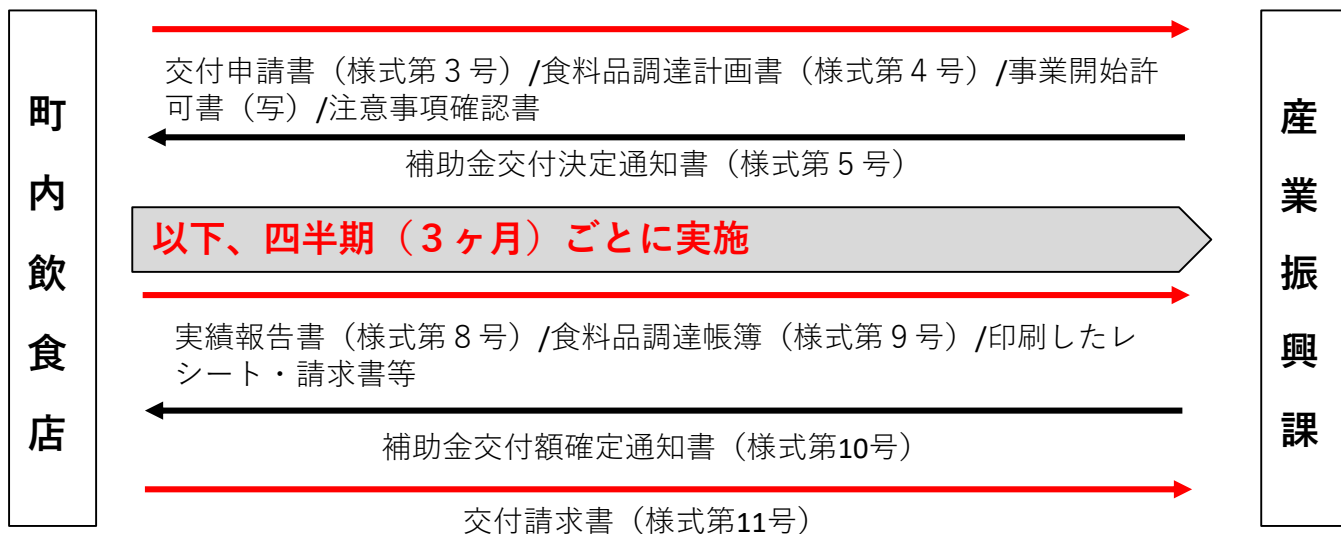 町内飲食店
交付申請書（様式第３号）/食料品調達計画書（様式第４号）/事業開始許
可書（写）/注意事項確認書
補助金交付決定通知書（様式第５号）
以下、四半期（３ヶ月）ごとに実施
実績報告書（様式第８号）/食料品調達帳簿（様式第９号）/印刷したレ
シート・請求書等
補助金交付額確定通知書（様式第10号）
交付請求書（様式第11号）
産業振興課